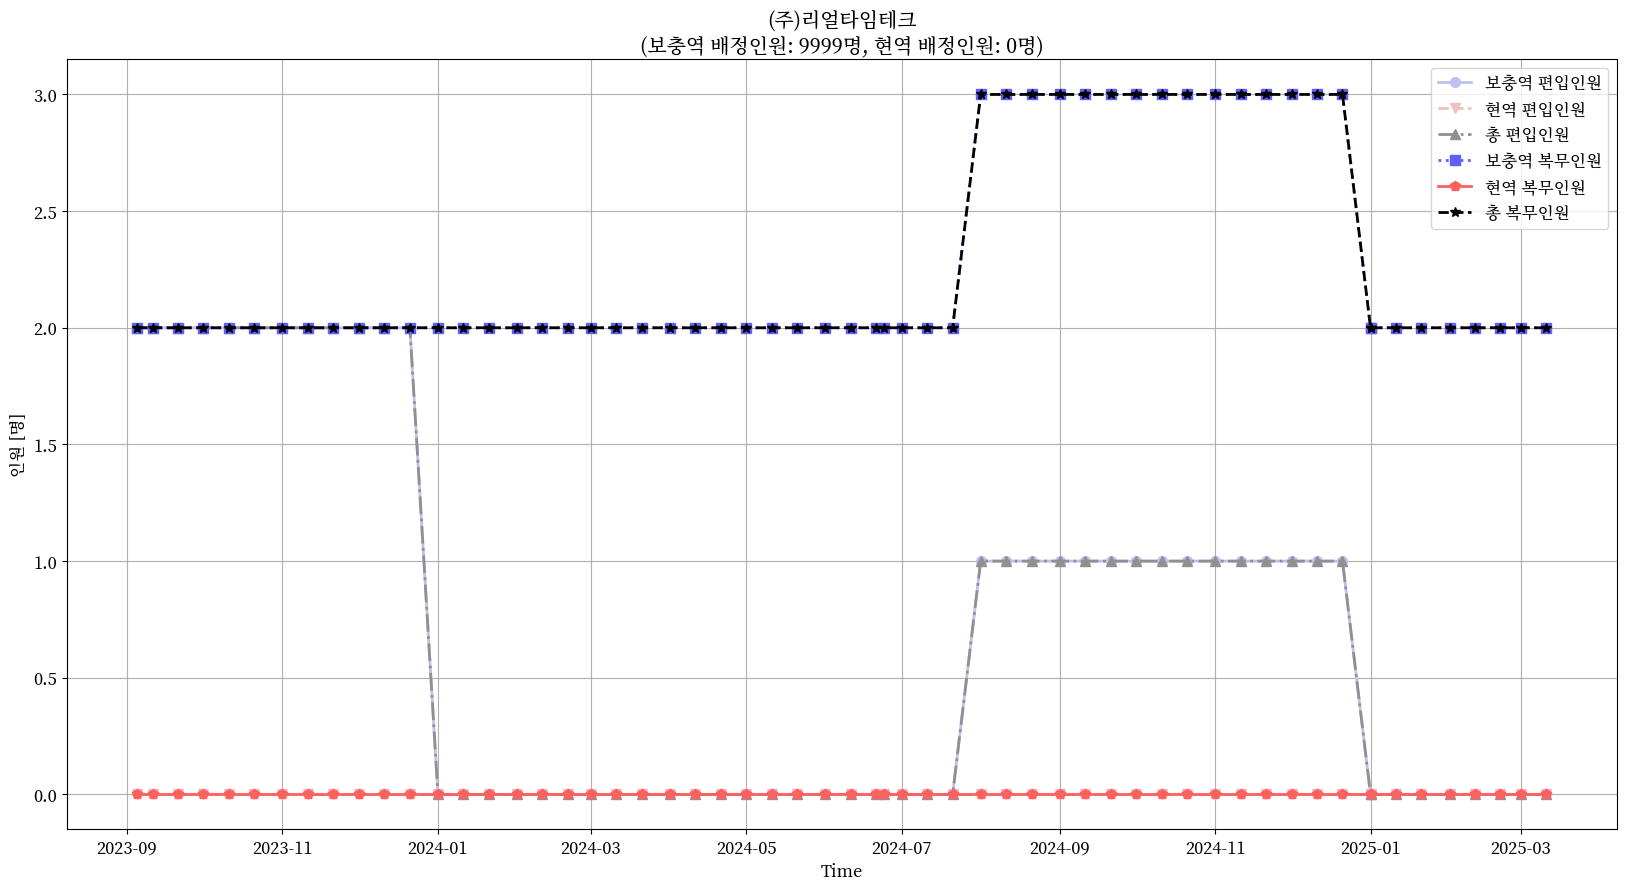 (주)리얼타임테크
(보충역 배정인원: 9999명, 현역 배정인원: 0명)
3.0
2.5
2.0
1.5
1.0
0.5
0.0
인원 [명]
보충역 편입인원
현역 편입인원
총 편입인원
보충역 복무인원
현역 복무인원
총 복무인원
2023-09
2023-11
2024-01
2024-03
2024-05
2024-07
2024-09
2024-11
2025-01
2025-03
Time